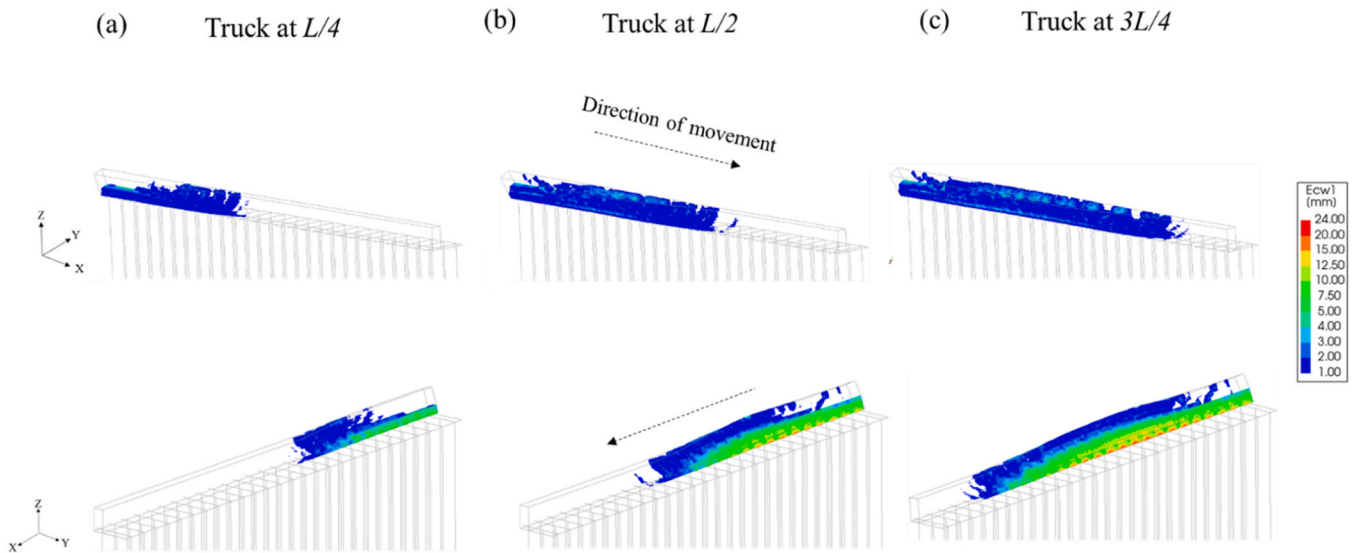 (a) Truck at L/4
(b) Truck at L/2
(c) Truck at 3L/4
Direction of movement
Z
Y
X
Ecw1
[mm]
24.00
20.00
15.00
12.50
10.00
7.50
5.00
4.00
3.00
2.00
1.00
Z
X
Y